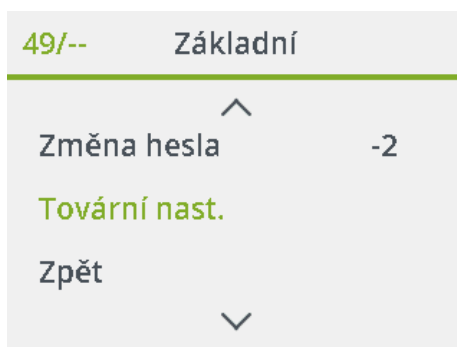 49/-- Základní
Změna hesla -2
Tovární nast.
Zpět